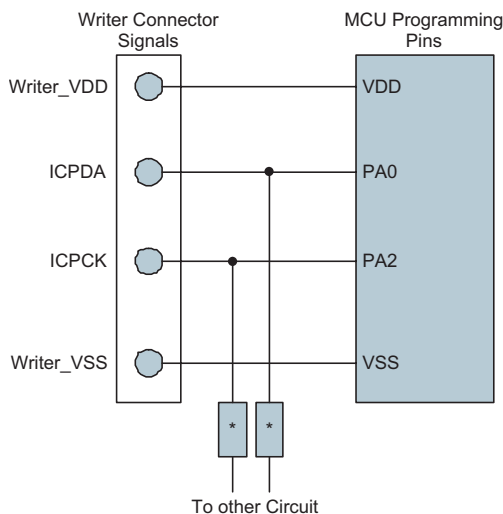 Writer Connector
Signals
MCU Programming
Pins
Writer_VDD
VDD
ICPDA
PA0
ICPCK
PA2
Writer_VSS
VSS
* *
To other Circuit